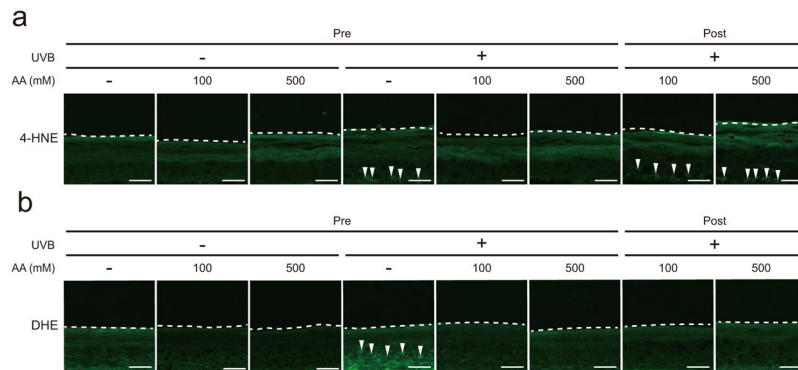 a
Pre Post
UVB - + +
AA (mM) - 100 500 - 100 500 100 500
4-HNE
b
Pre Post
UVB - + +
AA (mM) - 100 500 - 100 500 100 500
DHE